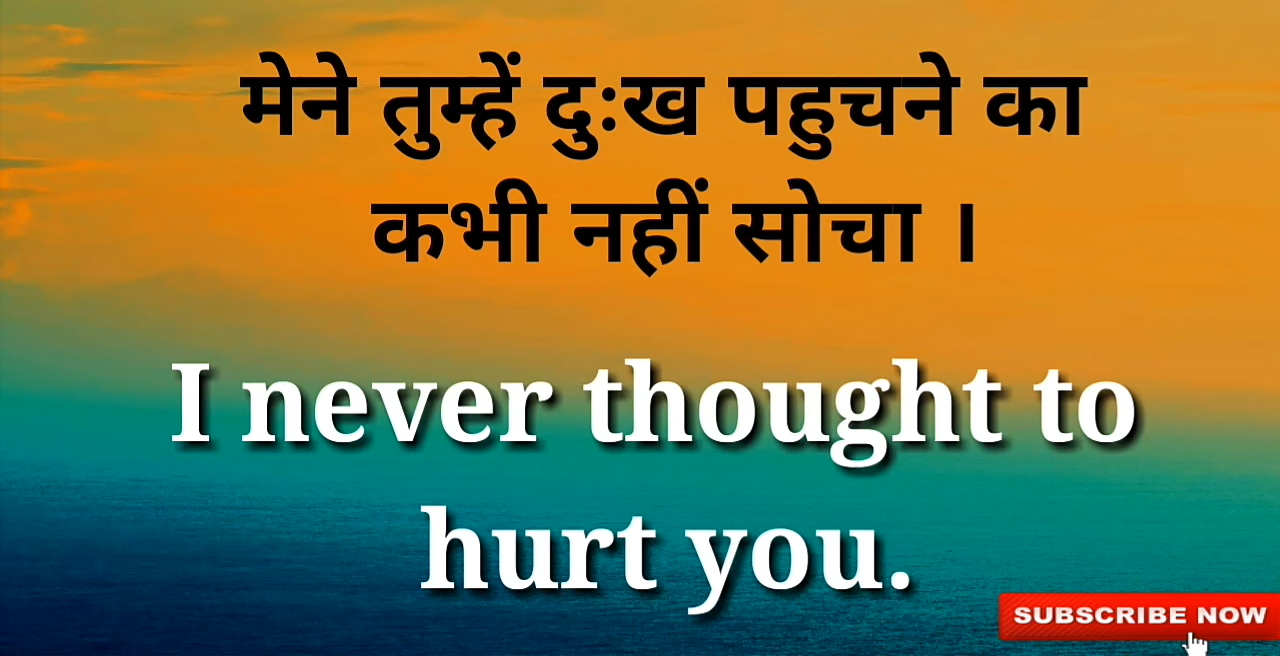 मेने तुम्हें दुःख पहुचने का
कभी नहीं सोचा ।
I never thought to
hurt you.
SUBSCRIBE NOW